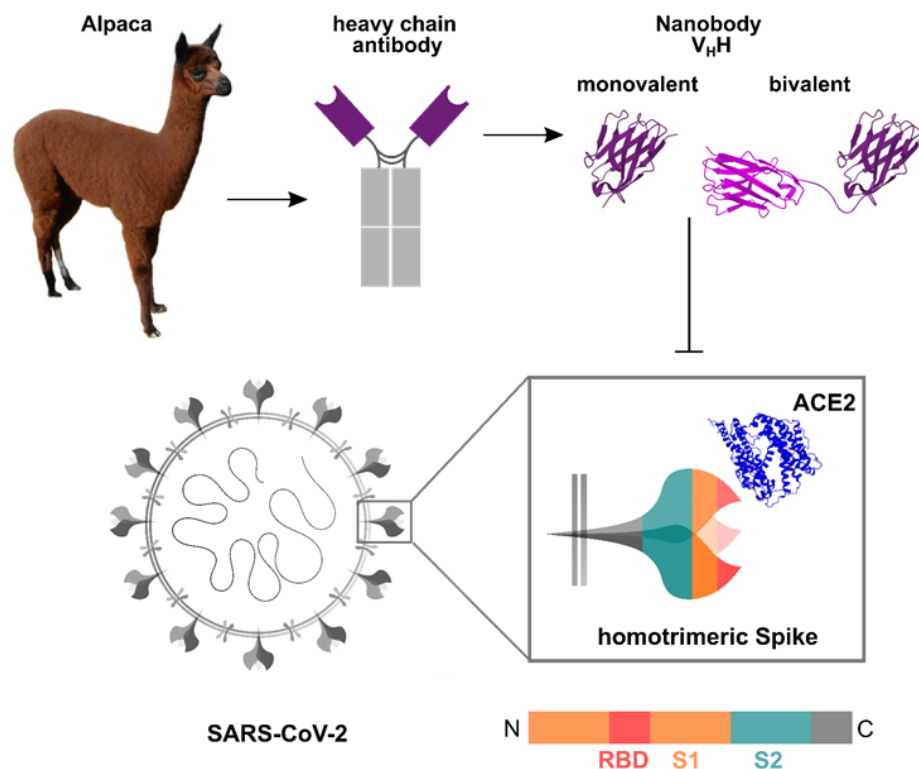 Alpaca
heavy chain
antibody
Nanobody
VHH
monovalent
bivalent
ACE2
homotrimeric Spike
SARS-CoV-2
N
C
RBD
S1
S2